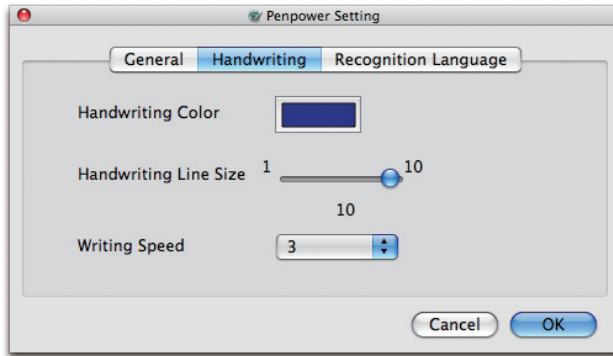 Penpower Setting
General Handwriting Recognition Language
Handwriting Color
Handwriting Line Size 1 10
10
Writing Speed 3
Cancel OK